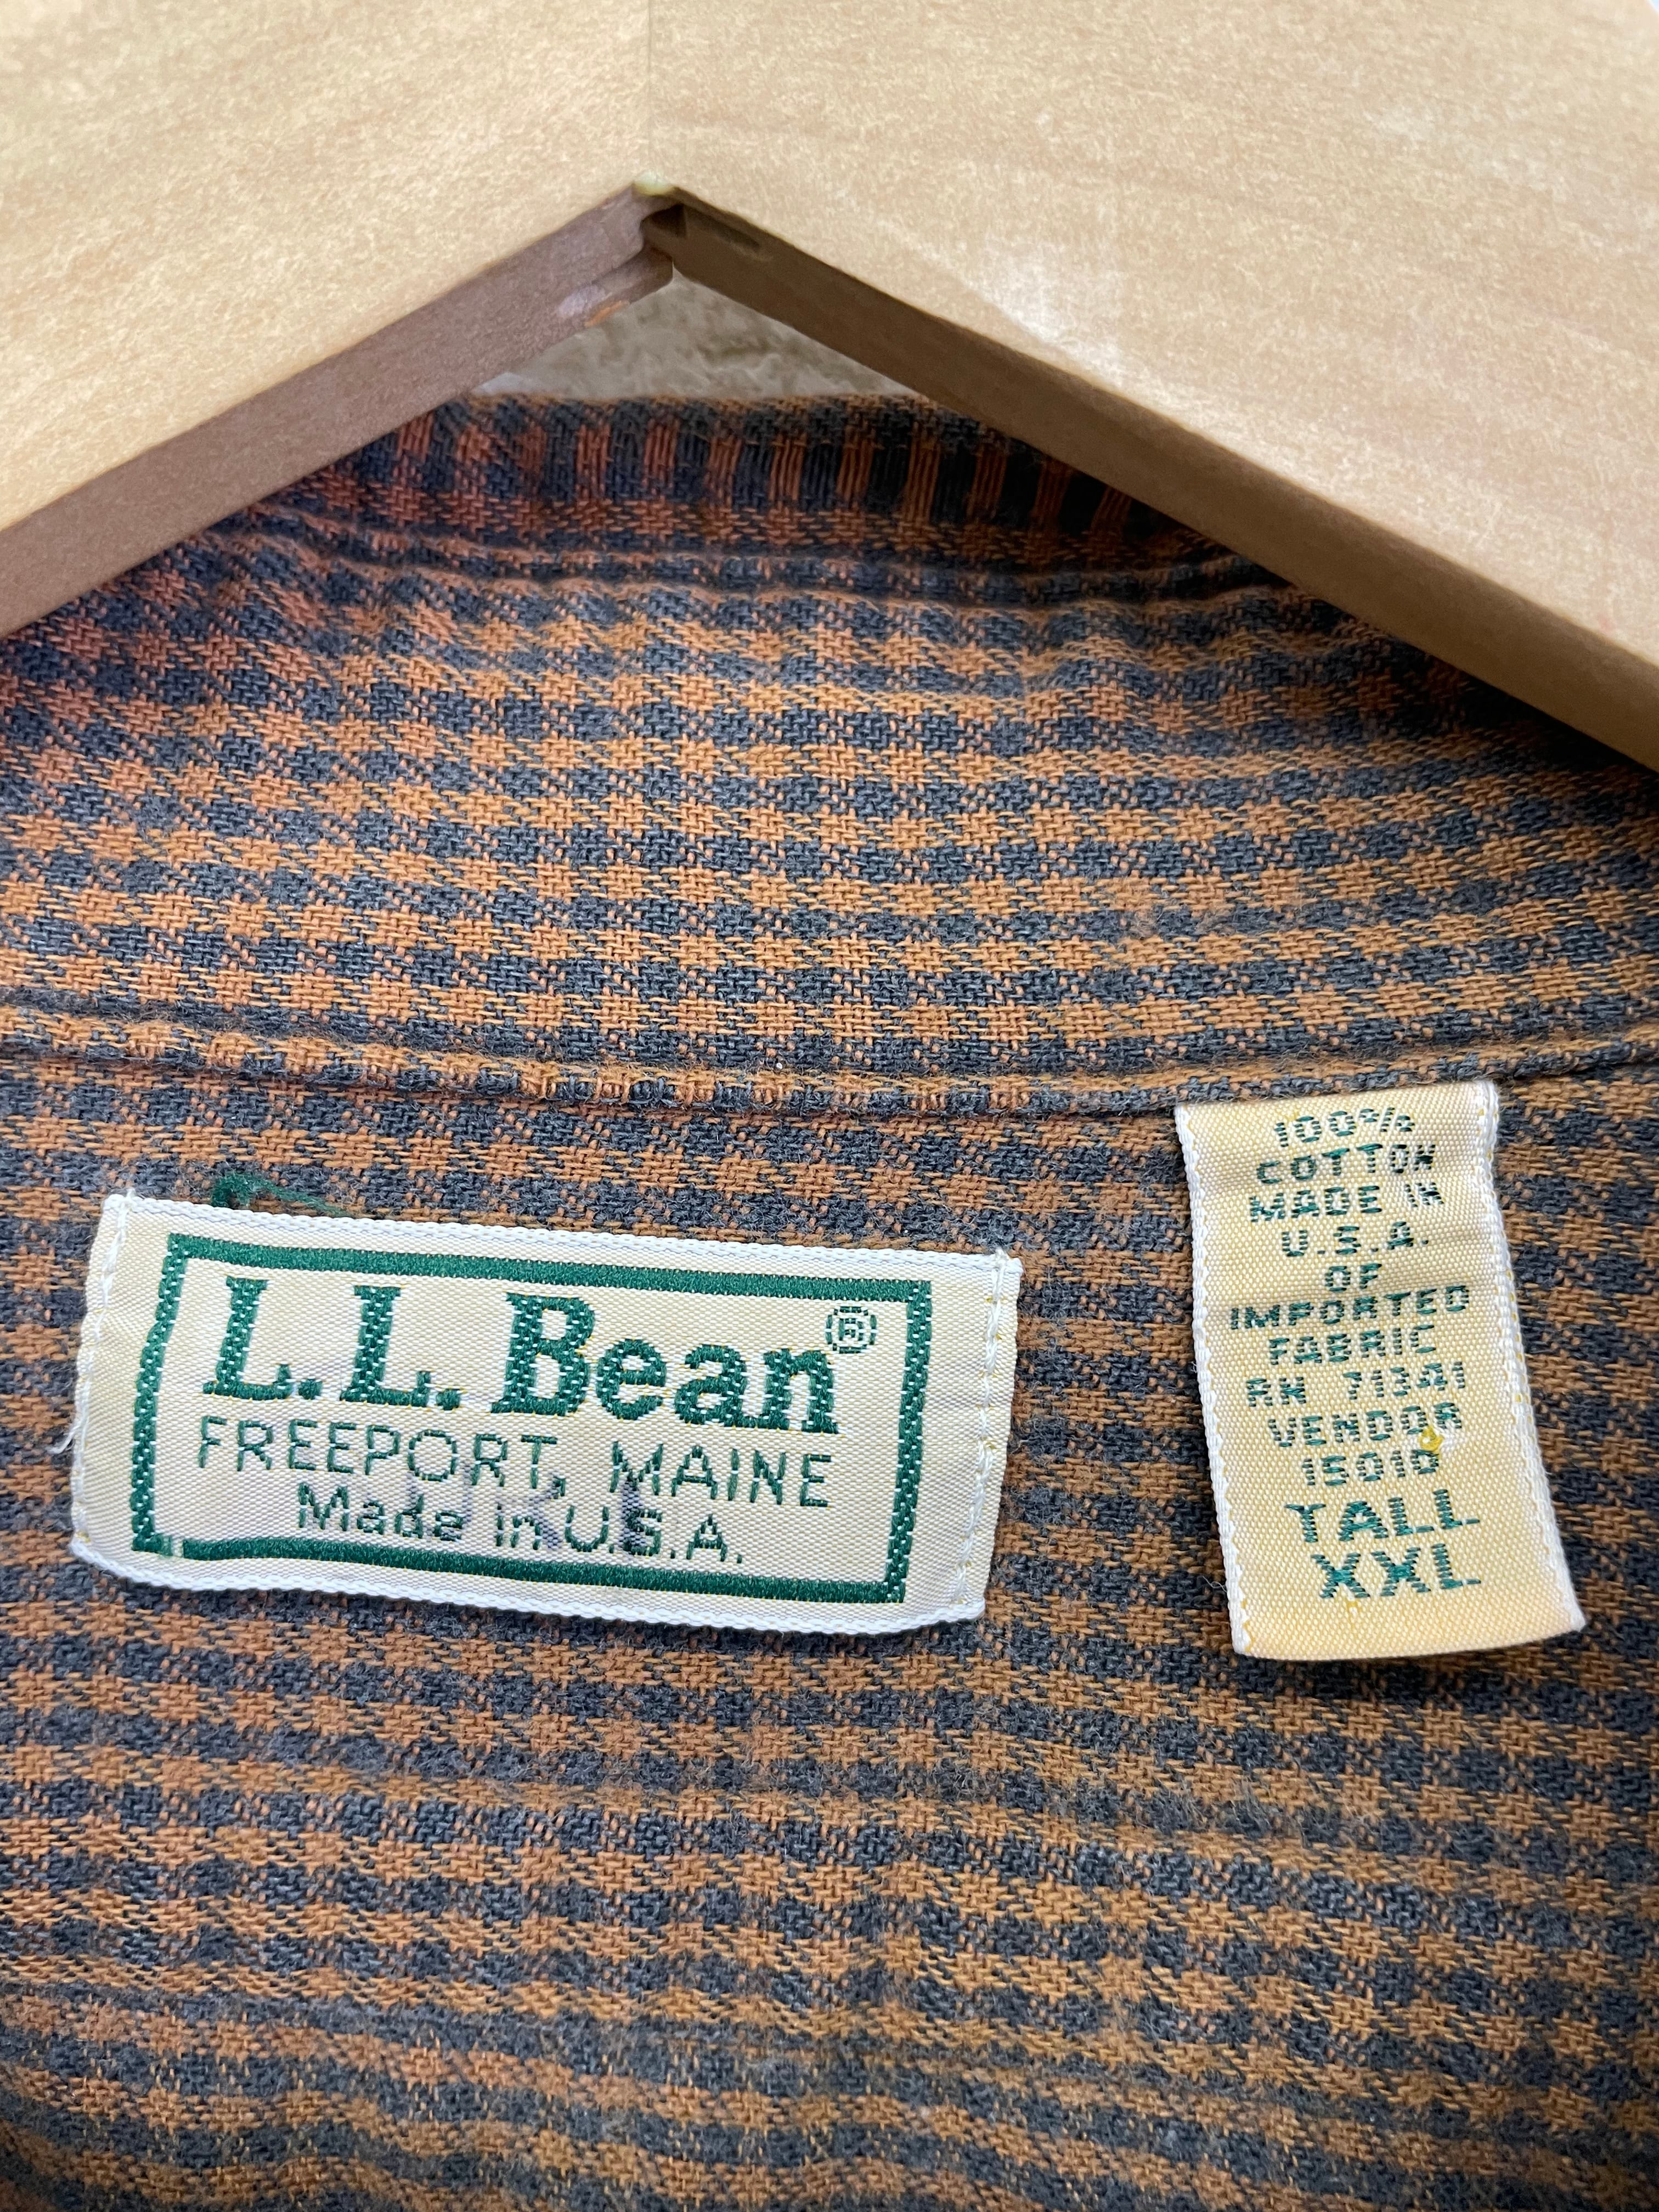 L.L.Bean®
FREEPORT, MAINE
Made in U.S.A.
100%
COTTON
MADE IN
U.S.A.
OF
IMPORTED
FABRIC
RN 71341
VENDOR
15010
TALL
XXL